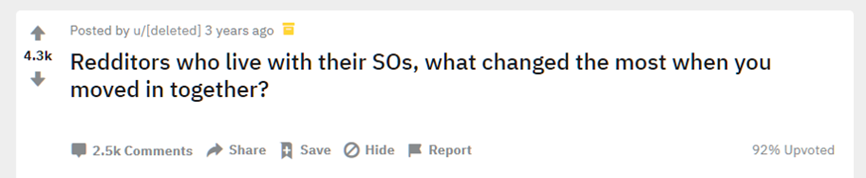 Posted by u/[deleted] 3 years ago
4.3k
Redditors who live with their SOs, what changed the most when you
moved in together?
2.5k Comments Share Save Hide Report 92% Upvoted